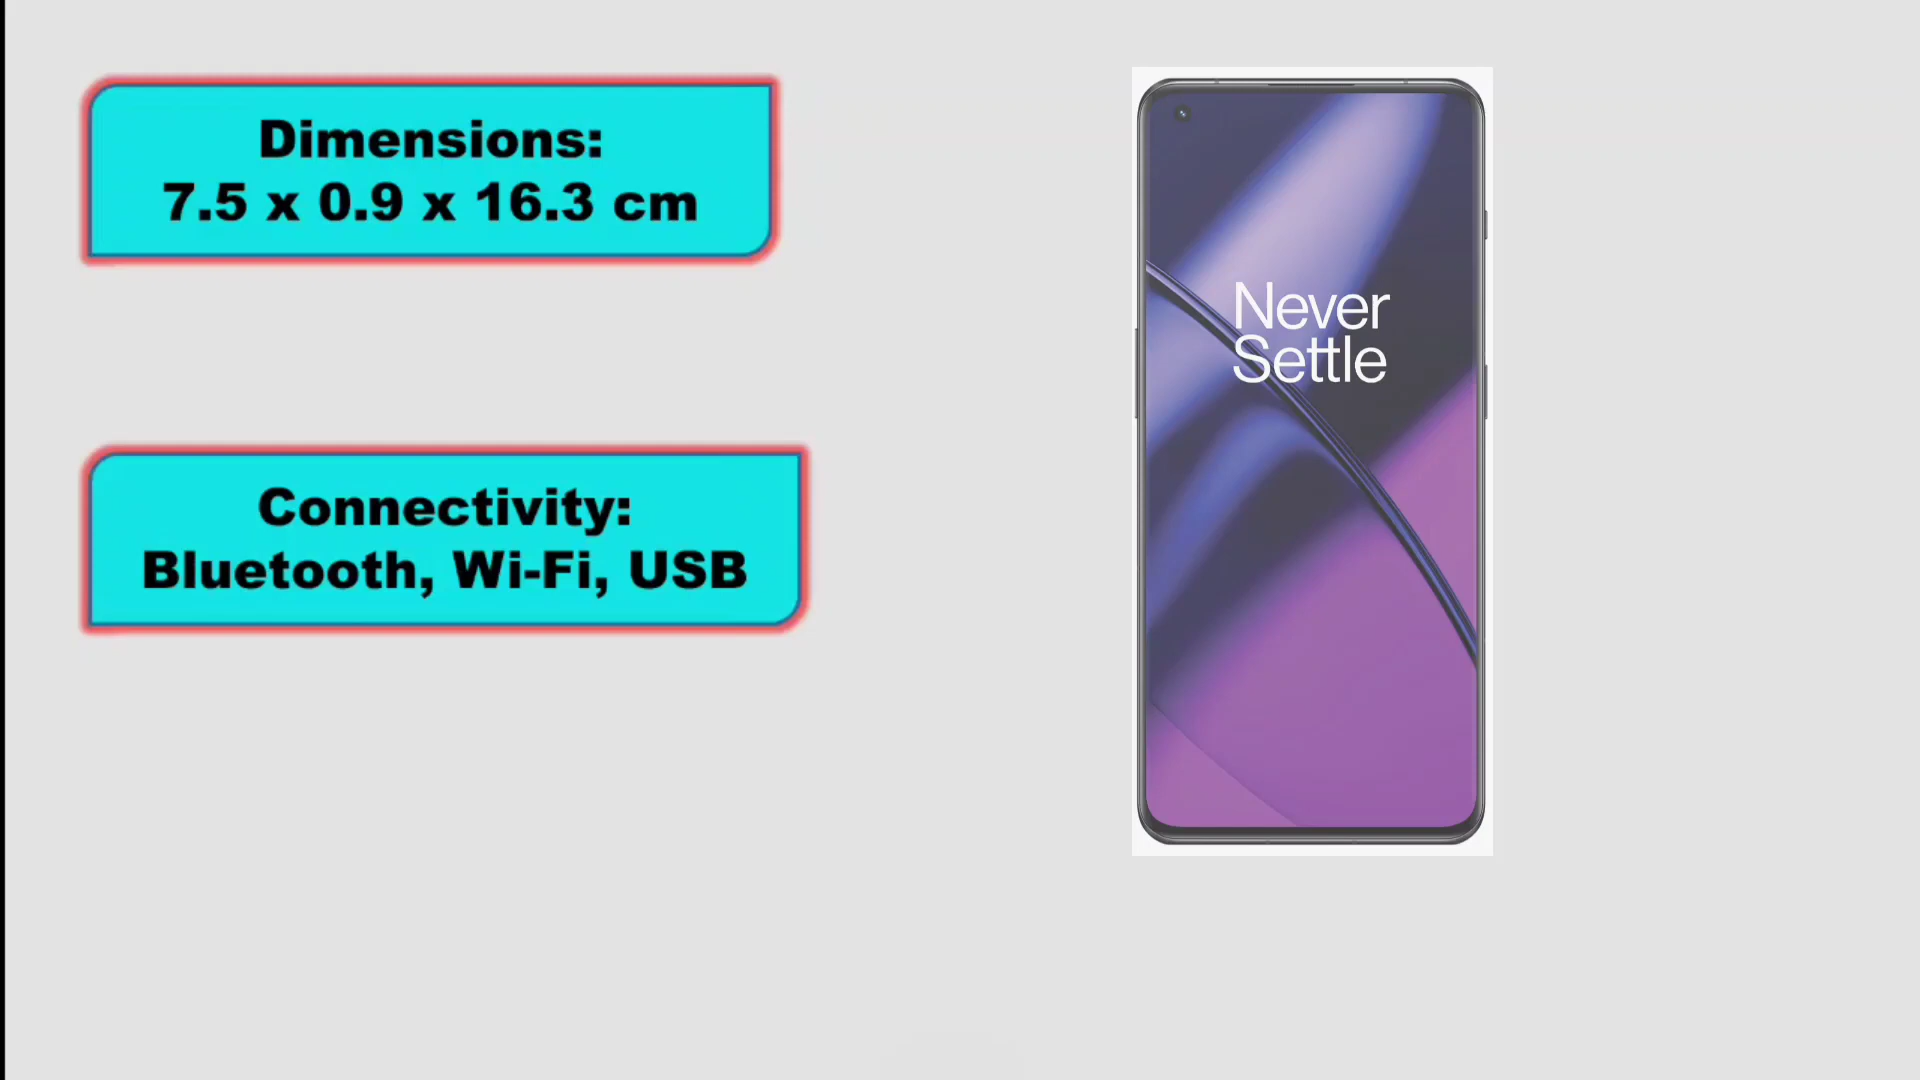 Dimensions:
7.5 x 0.9 x 16.3 cm
Connectivity:
Bluetooth, Wi-Fi, USB
Never
Settle